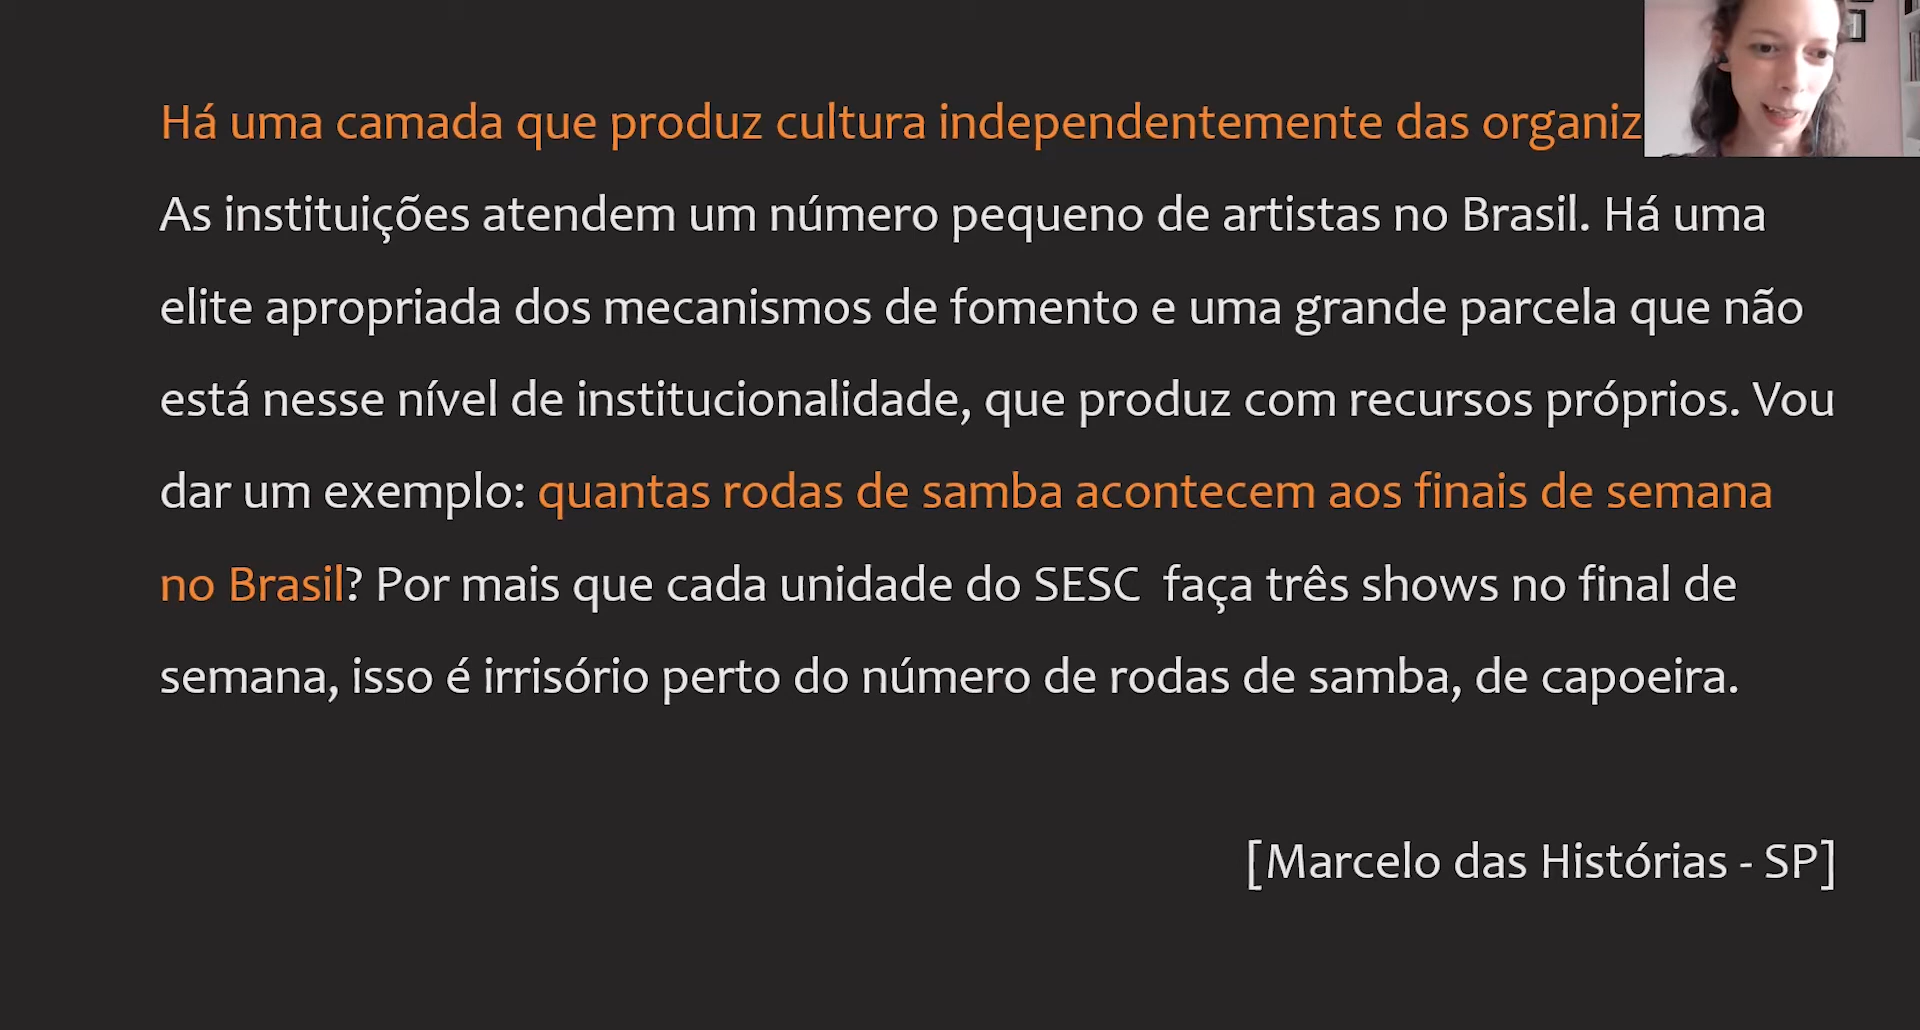 Há uma camada que produz cultura independentemente das
As instituições atendem um número pequeno de artistas no Brasil. Há uma
elite apropriada dos mecanismos de fomento e uma grande parcela que não
está nesse nível de institucionalidade, que produz com recursos próprios. Vou
dar um exemplo: quantas rodas de samba acontecem aos finais de semana
no Brasil? Por mais que cada unidade do SESC faça três shows no final de
semana, isso é irrisório perto do número de rodas de samba, de capoeira.
[Marcelo das Histórias - SP]